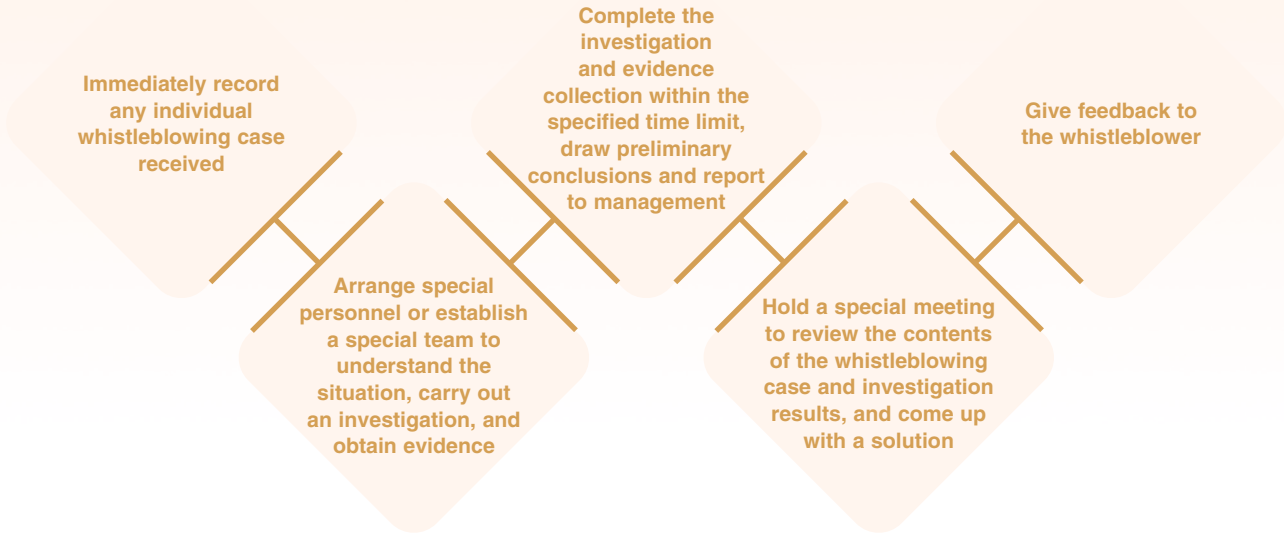 Immediately record
any individual
whistleblowing case
received
Arrange special
personnel or establish
a special team to
understand the
situation, carry out
an investigation, and
obtain evidence
Complete the
investigation
and evidence
collection within the
specified time limit,
draw preliminary
conclusions and report
to management
Hold a special meeting
to review the contents
of the whistleblowing
case and investigation
results, and come up
with a solution
Give feedback to
the whistleblower